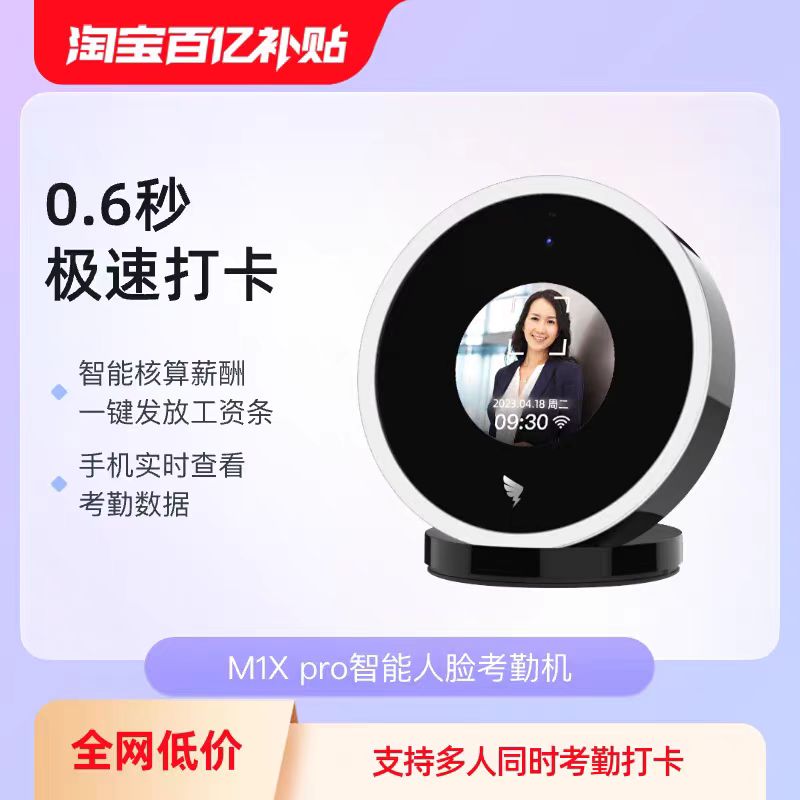 淘宝百亿补贴
0.6秒
极速打卡
智能核算薪酬
一键发放工资条
手机实时查看
考勤数据
2023.04.18 周二
09:30
M1X pro智能人脸考勤机
全网低价
支持多人同时考勤打卡